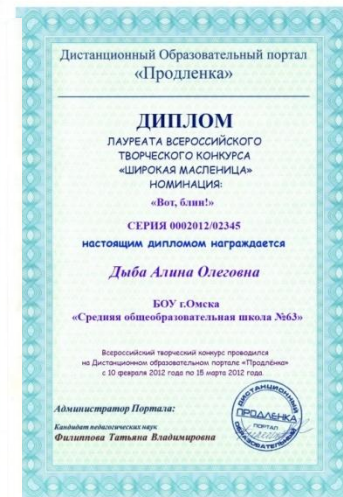 Дистанционный Образовательный портал
«Продленка»
ДИПЛОМ
ЛАУРЕАТА ВСЕРОССИЙСКОГО
ТВОРЧЕСКОГО КОНКУРСА
«ШИРОКАЯ МАСЛЕНИЦА»
НОМИНАЦИЯ:
«Вот, блин!»
СЕРИЯ 0002012/02345
настоящим дипломом награждается
Дыба Алина Олеговна
БОУ г.Омска
«Средняя общеобразовательная школа №63»
Всероссийский творческий конкурс проводился
на Дистанционном образовательном портале «Продлёнка»
с 10 февраля 2012 года по 15 марта 2012 года
Администратор Портала:
Кандидат педагогических наук
Филиппова Татьяна Владимировна
ДИСТАНЦИОННЫЙ
ПРОДЛЕНКА
ПОРТАЛ
ОБРАЗОВАТЕЛЬНЫЙ